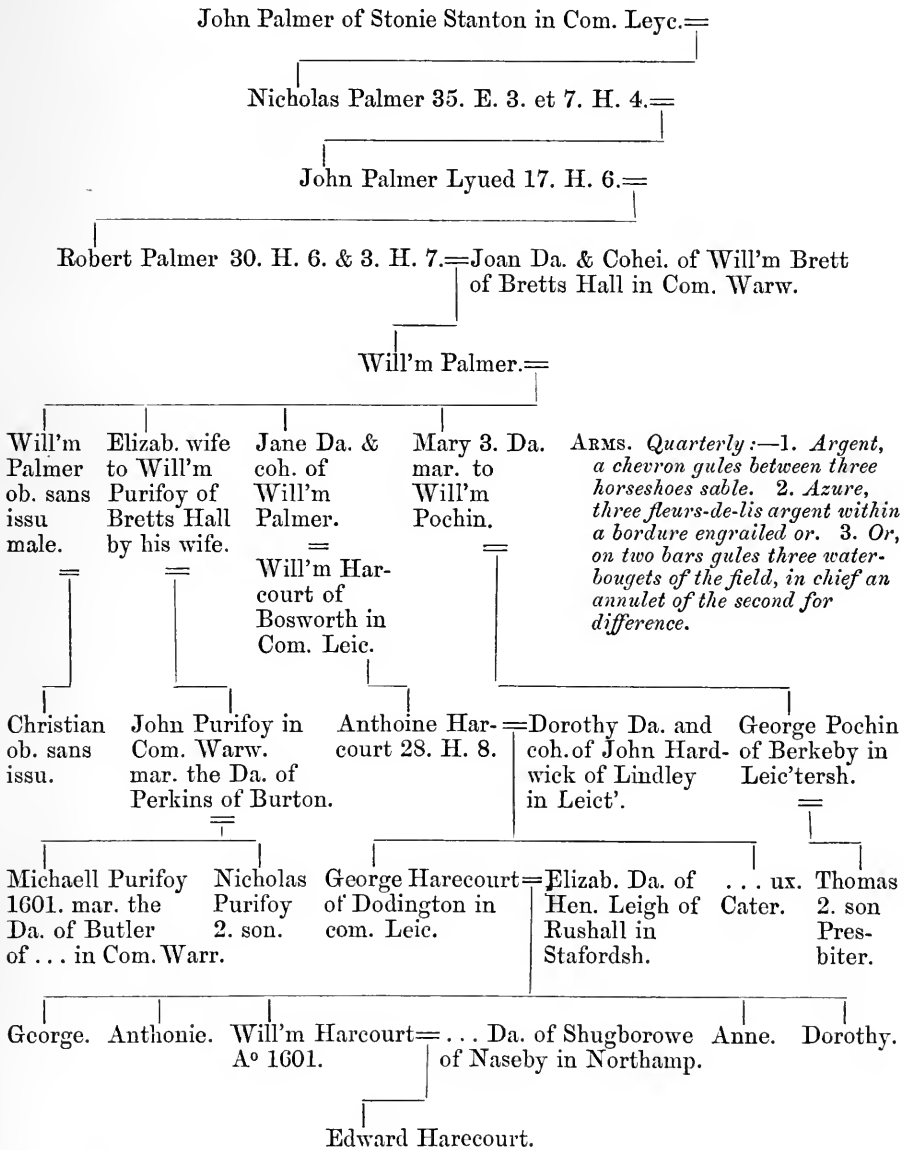 John Palmer of Stonie Stanton in Com. Leyc.=
Nicholas Palmer 35. E. 3. et 7. H. 4.=
John Palmer Lyued 17. H. 6.=
Robert Palmer 30. H. 6. & 3. H. 7.=Joan Da. & Cohei. of Will'm Brett
of Bretts Hall in Com. Warw.
Will'm Palmer.=
Will'm
Palmer
ob. sans
issu
male.
=
Elizab. wife
to Will'm
Purifoy of
Bretts Hall
by his wife.
=
Jane Da. &
coh. of
Will'm
Palmer.
=
Will'm Har-
court of
Bosworth in
Com. Leic.
Mary 3. Da.
mar. to
Will'm
Pochin.
=
ARMS. Quarterly:—1. Argent,
a chevron gules between three
horseshoes sable. 2. Azure,
three fleurs-de-lis argent within
a bordure engrailed or. 3. Or,
on two bars gules three water-
bougets of the field, in chief an
annulet of the second for
difference.
Christian
ob. sans
issu.
John Purifoy in
Com. Warw.
mar. the Da. of
Perkins of Burton.
=
Anthoine Har-
court 28. H. 8.
=Dorothy Da. and
coh. of John Hard-
wick of Lindley
in Leict'.
George Pochin
of Berkeby in
Leic'tersh.
=
Michaell Purifoy
1601. mar. the
Da. of Butler
of ... in Com. Warr.
Nicholas
Purifoy
2. son.
George Harecourt=
of Dodington in
com. Leic.
Elizab. Da. of
Hen. Leigh of
Rushall in
Stafordsh.
... ux.
Cater.
Thomas
2. son
Pres-
biter.
George. Anthonie. Will'm Harcourt= ... Da. of Shugborowe Anne. Dorothy.
Aº 1601. of Naseby in Northamp.
Edward Harecourt.